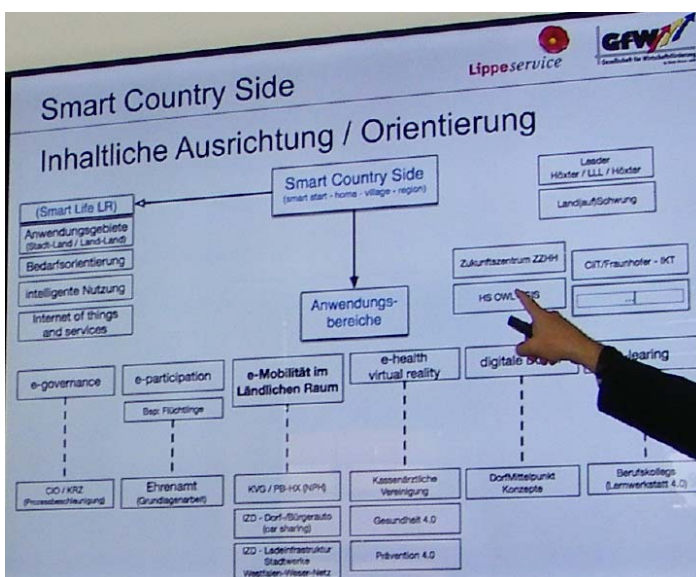 Lippeservice
GfW
Smart Country Side
Inhaltliche Ausrichtung / Orientierung
Smart Country Side
(smart start - home - village - region)
Leader
Höxter / LLL / Höxter
Land(auf)Schwung
(Smart Life LR)
Anwendungsgebiete
(Stadt-Land / Land-Land)
Bedarfsorientierung
intelligente Nutzung
Internet of things
and services
Anwendungs-
bereiche
Zukunftszentrum ZZHH
CIIT/Fraunhofer - IKT
HS OWL
...
e-governance
e-participation
Bsp: Flüchtlinge
e-Mobilität im
Ländlichen Raum
e-health
virtual reality
digitale
CIO / KRZ
(Prozessbeschleunigung)
Ehrenamt
(Grundlagenarbeit)
KVG / PB-HX (NPH)
IZD - Dorf-/Bürgerauto
(car sharing)
IZD - Ladeinfrastruktur
Stadtwerke
Westfalen-Weser-Netz
Kassenärztliche
Vereinigung
Gesundheit 4.0
Prävention 4.0
DorfMittelpunkt
Konzepte
Berufskollegs
(Lernwerkstatt 4.0)